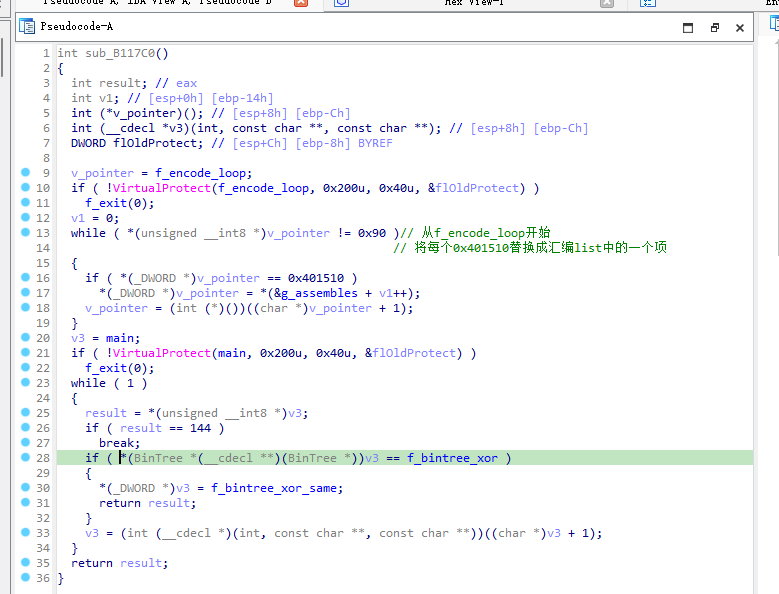 Pseudocode-A
1 int sub_B117C0()
2 {
3 int result; // eax
4 int v1; // [esp+0h] [ebp-14h]
5 int (*v_pointer)(); // [esp+8h] [ebp-Ch]
6 int (__cdecl *v3)(int, const char **, const char **); // [esp+8h] [ebp-Ch]
7 DWORD flOldProtect; // [esp+Ch] [ebp-8h] BYREF
8
9 v_pointer = f_encode_loop;
10 if ( !VirtualProtect(f_encode_loop, 0x200u, 0x40u, &flOldProtect) )
11 f_exit(0);
12 v1 = 0;
13 while ( *(unsigned __int8 *)v_pointer != 0x90 )// 从f_encode_loop开始
14 // 将每个0x401510替换成汇编list中的一个项
15 {
16 if ( *(_DWORD *)v_pointer == 0x401510 )
17 *(_DWORD *)v_pointer = *(&g_assembles + v1++);
18 v_pointer = (int (*)())((char *)v_pointer + 1);
19 }
20 v3 = main;
21 if ( !VirtualProtect(main, 0x200u, 0x40u, &flOldProtect) )
22 f_exit(0);
23 while ( 1 )
24 {
25 result = *(unsigned __int8 *)v3;
26 if ( result == 144 )
27 break;
28 if ( *(BinTree *(__cdecl **)(BinTree *))v3 == f_bintree_xor )
29 {
30 *(_DWORD *)v3 = f_bintree_xor_same;
31 return result;
32 }
33 v3 = (int (__cdecl *)(int, const char **, const char **))((char *)v3 + 1);
34 }
35 return result;
36 }